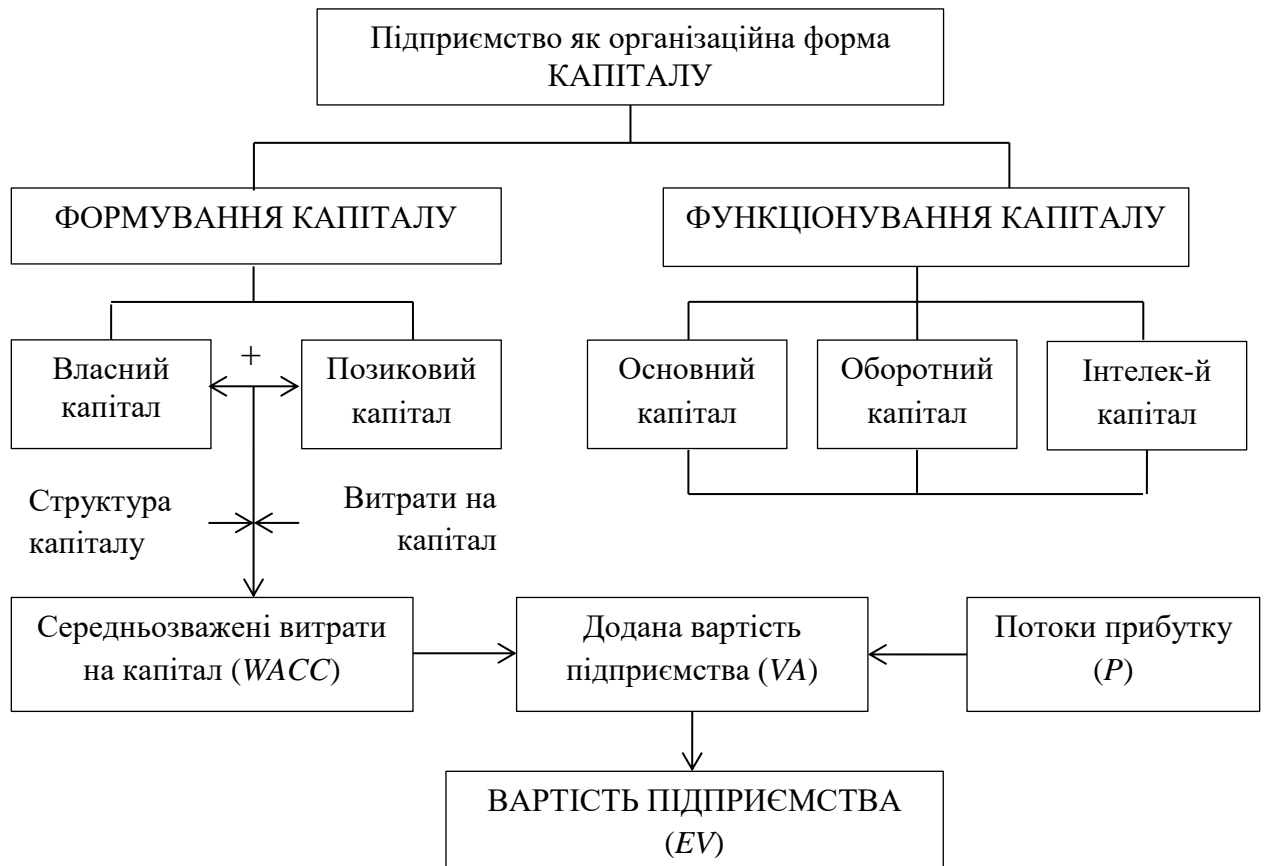 Підприємство як організаційна форма
КАПІТАЛУ
ФОРМУВАННЯ КАПІТАЛУ
ФУНКЦІОНУВАННЯ КАПІТАЛУ
Власний
капітал
+
Позиковий
капітал
Основний
капітал
Оборотний
капітал
Інтелек-й
капітал
Структура
капіталу
Витрати на
капітал
Середньозважені витрати
на капітал (WACC)
Додана вартість
підприємства (VA)
Потоки прибутку
(P)
ВАРТІСТЬ ПІДПРИЄМСТВА
(EV)